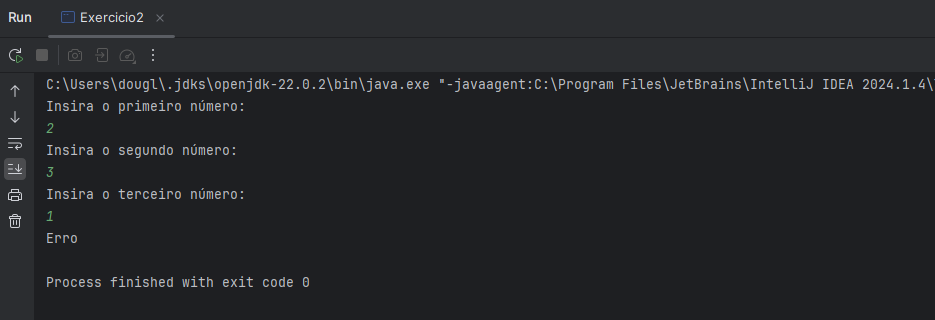 Run Exercicio2
C:\Users\dougl\.jdks\openjdk-22.0.2\bin\java.exe "-javaagent:C:\Program Files\JetBrains\IntelliJ IDEA 2024.1.4\
Insira o primeiro número:
2
Insira o segundo número:
3
Insira o terceiro número:
1
Erro
Process finished with exit code 0